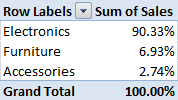 Row Labels Sum of Sales
Electronics 90.33%
Furniture 6.93%
Accessories 2.74%
Grand Total 100.00%